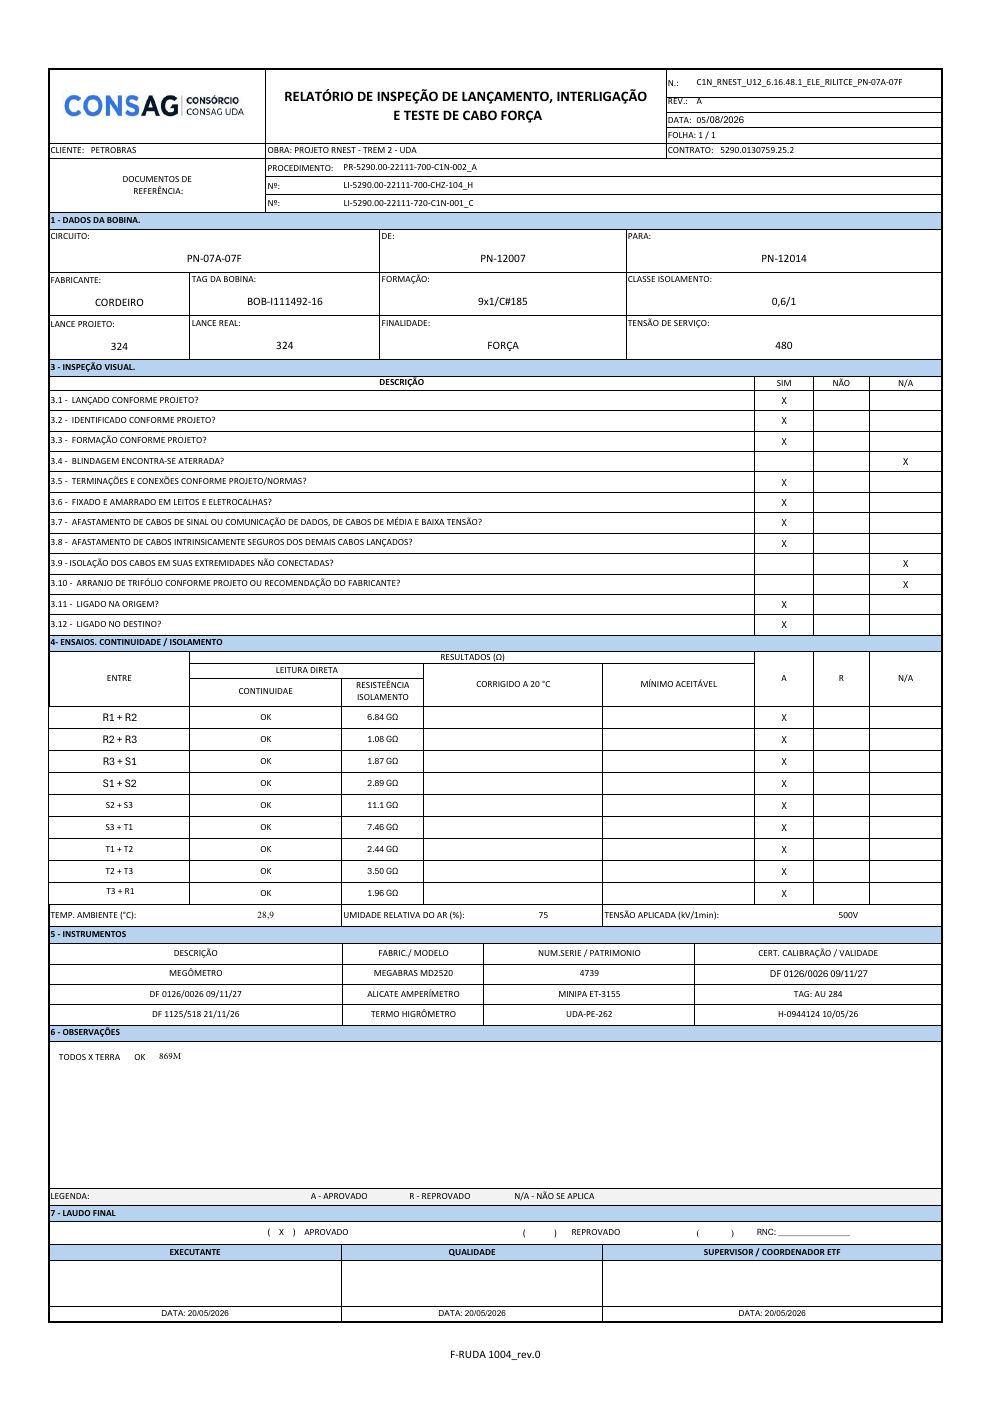 CONSAG CONSÓRCIO CONSAG UDA
RELATÓRIO DE INSPEÇÃO DE LANÇAMENTO, INTERLIGAÇÃO
E TESTE DE CABO FORÇA
N.: C1N_RNEST_U12_6.16.48.1_ELE_RILITCE_PN-07A-07F
REV.: A
DATA: 05/08/2026
FOLHA: 1 / 1
CLIENTE: PETROBRAS OBRA: PROJETO RNEST - TREM 2 - UDA CONTRATO: 5290.0130759.25.2
DOCUMENTOS DE
REFERÊNCIA:
PROCEDIMENTO: PR-5290.00-22111-700-C1N-002_A
Nº: LI-5290.00-22111-700-CHZ-104_H
Nº: LI-5290.00-22111-720-C1N-001_C
1 - DADOS DA BOBINA.
CIRCUITO: DE: PARA:
PN-07A-07F PN-12007 PN-12014
FABRICANTE: TAG DA BOBINA: FORMAÇÃO: CLASSE ISOLAMENTO:
CORDEIRO BOB-I111492-16 9x1/C#185 0,6/1
LANCE PROJETO: LANCE REAL: FINALIDADE: TENSÃO DE SERVIÇO:
324 324 FORÇA 480
3 - INSPEÇÃO VISUAL.
DESCRIÇÃO SIM NÃO N/A
3.1 - LANÇADO CONFORME PROJETO? X
3.2 - IDENTIFICADO CONFORME PROJETO? X
3.3 - FORMAÇÃO CONFORME PROJETO? X
3.4 - BLINDAGEM ENCONTRA-SE ATERRADA? X
3.5 - TERMINAÇÕES E CONEXÕES CONFORME PROJETO/NORMAS? X
3.6 - FIXADO E AMARRADO EM LEITOS E ELETROCALHAS? X
3.7 - AFASTAMENTO DE CABOS DE SINAL OU COMUNICAÇÃO DE DADOS, DE CABOS DE MÉDIA E BAIXA TENSÃO? X
3.8 - AFASTAMENTO DE CABOS INTRINSICAMENTE SEGUROS DOS DEMAIS CABOS LANÇADOS? X
3.9 - ISOLAÇÃO DOS CABOS EM SUAS EXTREMIDADES NÃO CONECTADAS? X
3.10 - ARRANJO DE TRIFÓLIO CONFORME PROJETO OU RECOMENDAÇÃO DO FABRICANTE? X
3.11 - LIGADO NA ORIGEM? X
3.12 - LIGADO NO DESTINO? X
4- ENSAIOS. CONTINUIDADE / ISOLAMENTO
ENTRE RESULTADOS (Ω) A R N/A
LEITURA DIRETA CORRIGIDO A 20 °C MÍNIMO ACEITÁVEL
CONTINUIDAE RESISTEÊNCIA
ISOLAMENTO
R1 + R2 OK 6.84 GΩ X
R2 + R3 OK 1.08 GΩ X
R3 + S1 OK 1.87 GΩ X
S1 + S2 OK 2.89 GΩ X
S2 + S3 OK 11.1 GΩ X
S3 + T1 OK 7.46 GΩ X
T1 + T2 OK 2.44 GΩ X
T2 + T3 OK 3.50 GΩ X
T3 + R1 OK 1.96 GΩ X
TEMP. AMBIENTE (°C): 28,9 UMIDADE RELATIVA DO AR (%): 75 TENSÃO APLICADA (kV/1min): 500V
5 - INSTRUMENTOS
DESCRIÇÃO FABRIC./ MODELO NUM.SERIE / PATRIMONIO CERT. CALIBRAÇÃO / VALIDADE
MEGÔMETRO MEGABRAS MD2520 4739 DF 0126/0026 09/11/27
DF 0126/0026 09/11/27 ALICATE AMPERÍMETRO MINIPA ET-3155 TAG: AU 284
DF 1125/518 21/11/26 TERMO HIGRÔMETRO UDA-PE-262 H-0944124 10/05/26
6 - OBSERVAÇÕES
TODOS X TERRA OK 869M
LEGENDA: A - APROVADO R - REPROVADO N/A - NÃO SE APLICA
7 - LAUDO FINAL
( X ) APROVADO ( ) REPROVADO ( ) RNC: _______________
EXECUTANTE QUALIDADE SUPERVISOR / COORDENADOR ETF
DATA: 20/05/2026 DATA: 20/05/2026 DATA: 20/05/2026
F-RUDA 1004_rev.0